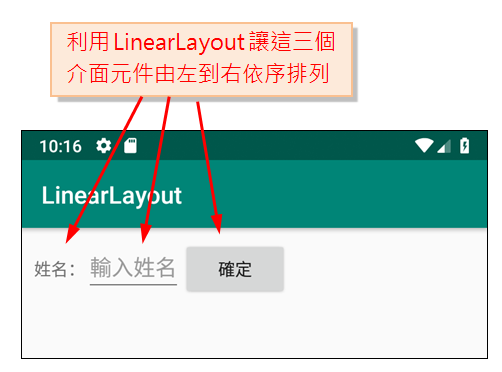 利用 LinearLayout 讓這三個
介面元件由左到右依序排列
10:16
LinearLayout
姓名： 輸入姓名 確定